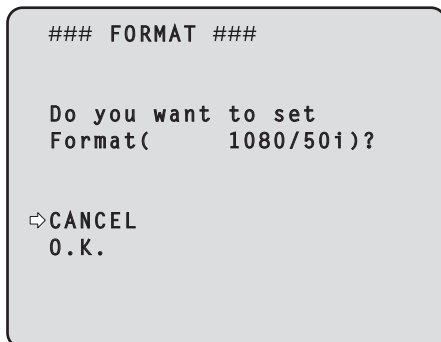 ### FORMAT ###
Do you want to set
Format(     1080/50i)?
⇨CANCEL
O.K.